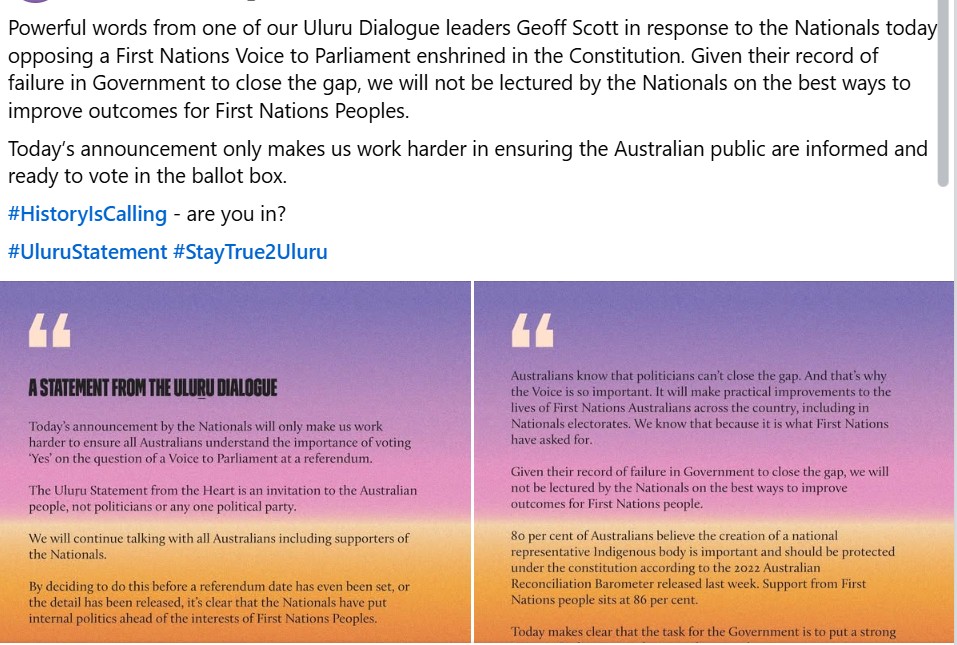 Powerful words from one of our Uluru Dialogue leaders Geoff Scott in response to the Nationals today
opposing a First Nations Voice to Parliament enshrined in the Constitution. Given their record of
failure in Government to close the gap, we will not be lectured by the Nationals on the best ways to
improve outcomes for First Nations Peoples.
Today's announcement only makes us work harder in ensuring the Australian public are informed and
ready to vote in the ballot box.
#HistoryIsCalling - are you in?
#UluruStatement #StayTrue2Uluru
“
A STATEMENT FROM THE ULURU DIALOGUE
Today's announcement by the Nationals will only make us work
harder to ensure all Australians understand the importance of voting
'Yes' on the question of a Voice to Parliament at a referendum.
The Uluru Statement from the Heart is an invitation to the Australian
people, not politicians or any one political party.
We will continue talking with all Australians including supporters of
the Nationals.
By deciding to do this before a referendum date has even been set, or
the detail has been released, it's clear that the Nationals have put
internal politics ahead of the interests of First Nations Peoples.
“
Australians know that politicians can't close the gap. And that's why
the Voice is so important. It will make practical improvements to the
lives of First Nations Australians across the country, including in
Nationals electorates. We know that because it is what First Nations
have asked for.
Given their record of failure in Government to close the gap, we will
not be lectured by the Nationals on the best ways to improve
outcomes for First Nations people.
80 per cent of Australians believe the creation of a national
representative Indigenous body is important and should be protected
under the constitution according to the 2022 Australian
Reconciliation Barometer released last week. Support from First
Nations people sits at 86 per cent.
Today makes clear that the task for the Government is to put a strong